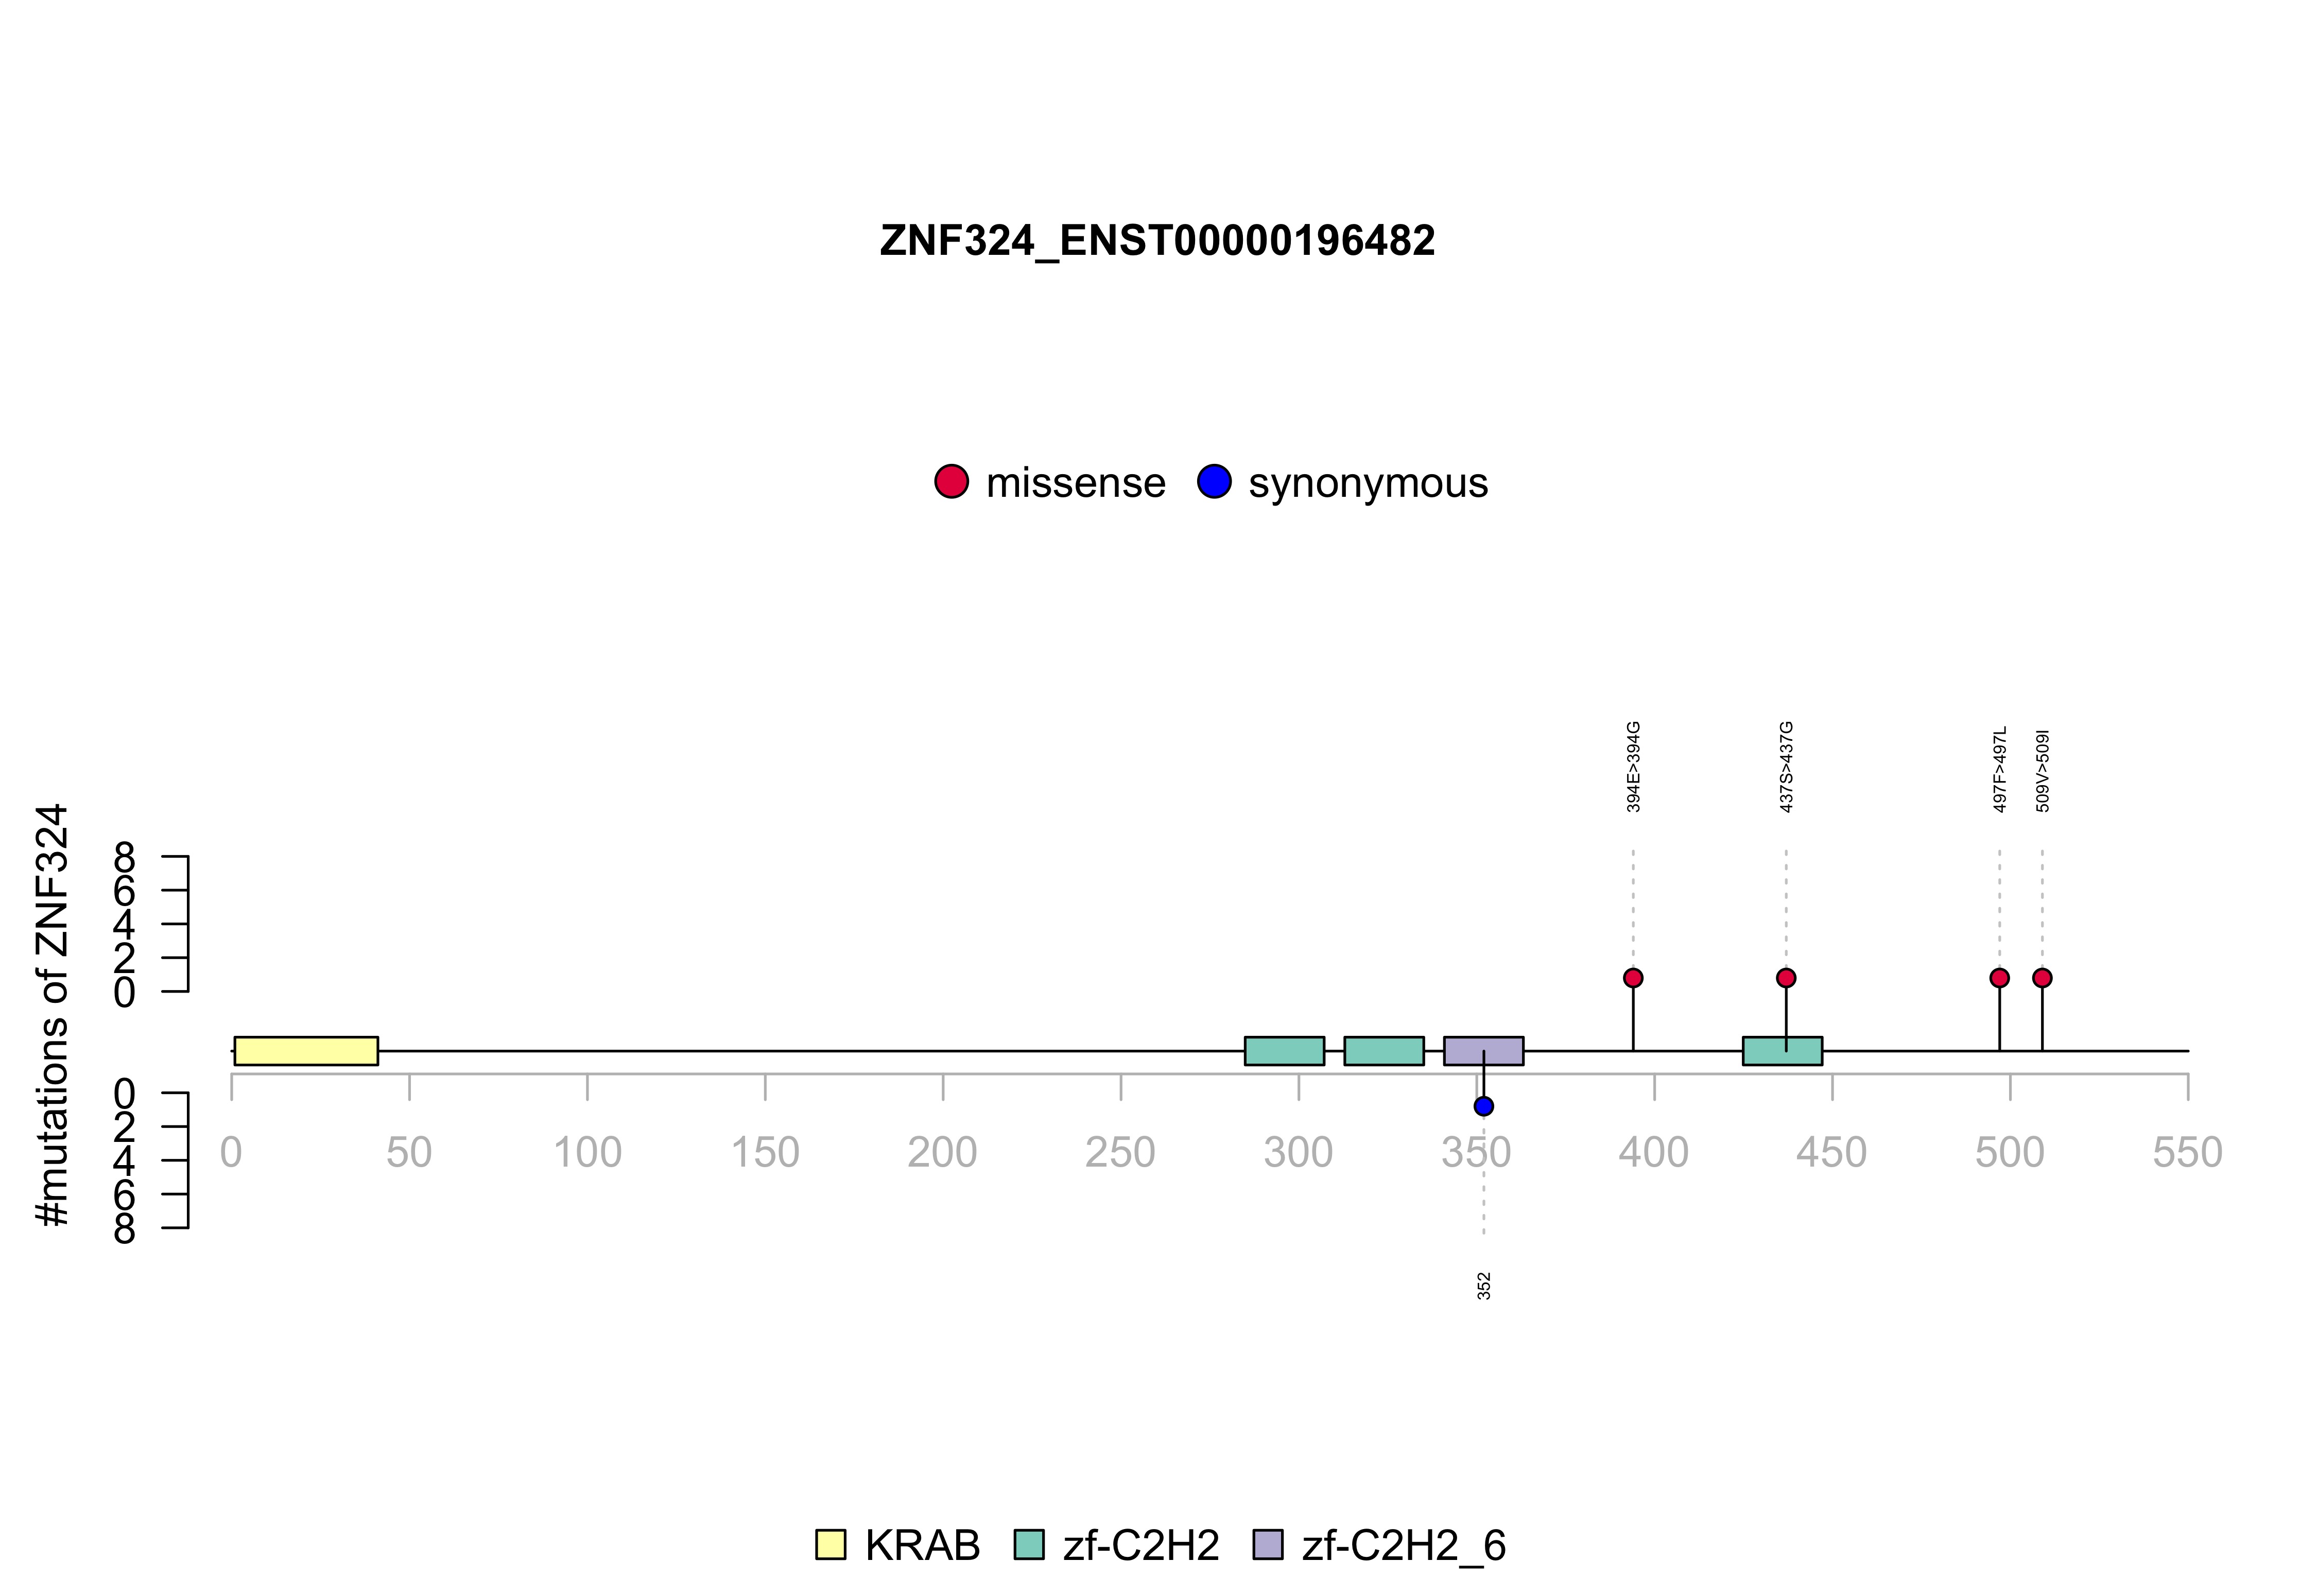 ZNF324_ENST00000196482
missense synonymous
394E>394G
437S>437G
497F>497L
509V>509I
#mutations of ZNF324
8
6
4
2
0
0
2
4
6
8
0 50 100 150 200 250 300 350 400 450 500 550
352
KRAB zf-C2H2 zf-C2H2_6